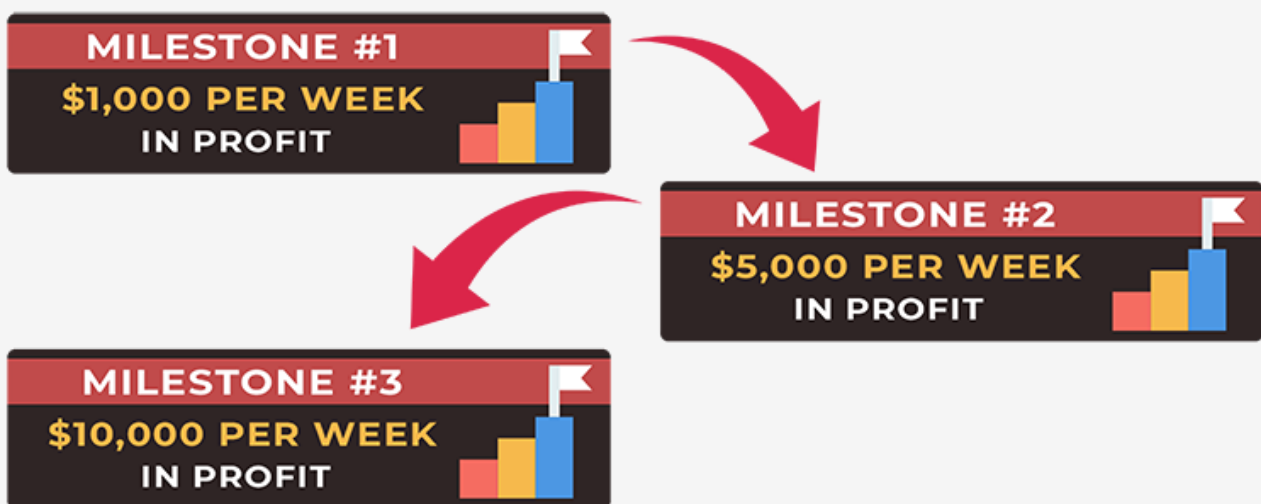 MILESTONE #1
$1,000 PER WEEK
IN PROFIT
MILESTONE #2
$5,000 PER WEEK
IN PROFIT
MILESTONE #3
$10,000 PER WEEK
IN PROFIT